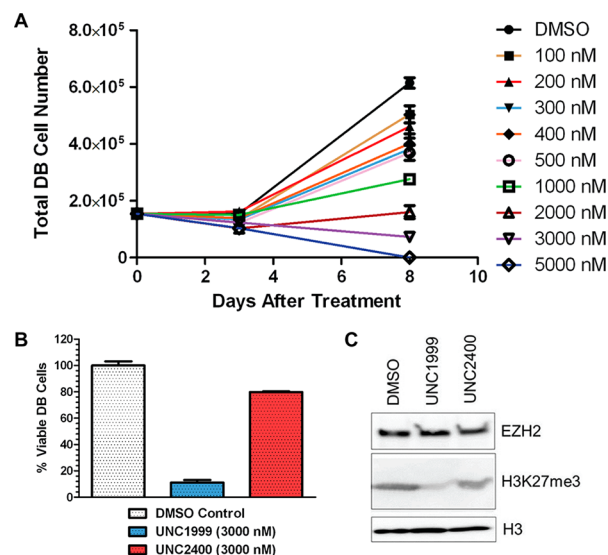 A
Total DB Cell Number
8.0×10⁵
6.0×10⁵
4.0×10⁵
2.0×10⁵
0
0 2 4 6 8 10
Days After Treatment
DMSO
100 nM
200 nM
300 nM
400 nM
500 nM
1000 nM
2000 nM
3000 nM
5000 nM
B
% Viable DB Cells
120
100
80
60
40
20
0
DMSO Control
UNC1999 (3000 nM)
UNC2400 (3000 nM)
C
DMSO
UNC1999
UNC2400
EZH2
H3K27me3
H3